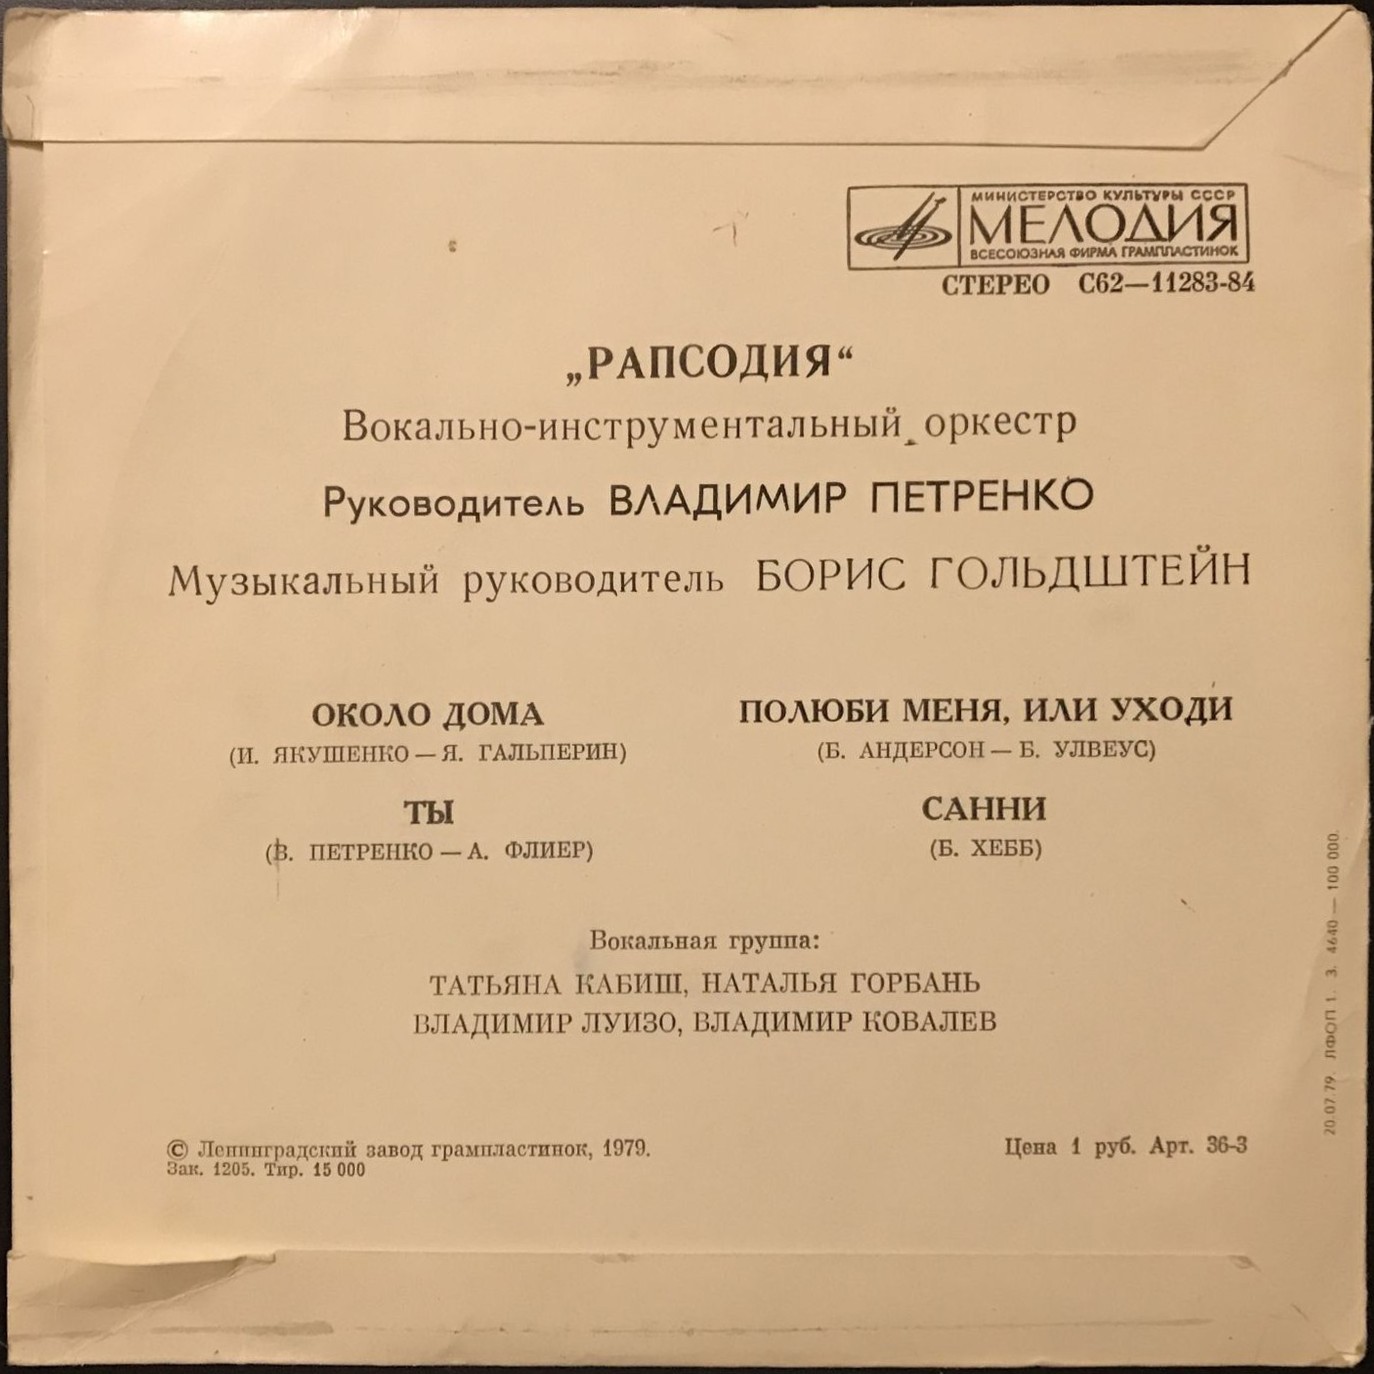 МИНИСТЕРСТВО КУЛЬТУРЫ СССР
МЕЛОДИЯ
ВСЕСОЮЗНАЯ ФИРМА ГРАМПЛАСТИНОК
СТЕРЕО С62—11283-84
„РАПСОДИЯ“
Вокально-инструментальный оркестр
Руководитель ВЛАДИМИР ПЕТРЕНКО
Музыкальный руководитель БОРИС ГОЛЬДШТЕЙН
ОКОЛО ДОМА
(И. ЯКУШЕНКО — Я. ГАЛЬПЕРИН)
ТЫ
(В. ПЕТРЕНКО — А. ФЛИЕР)
ПОЛЮБИ МЕНЯ, ИЛИ УХОДИ
(Б. АНДЕРСОН — Б. УЛВЕУС)
САННИ
(Б. ХЕББ)
Вокальная группа:
ТАТЬЯНА КАБИШ, НАТАЛЬЯ ГОРБАНЬ
ВЛАДИМИР ЛУИЗО, ВЛАДИМИР КОВАЛЕВ
© Ленинградский завод грампластинок, 1979.
Зак. 1205. Тир. 15 000
Цена 1 руб. Арт. 36-3
20.07.79. ЛФОП 1. З. 4640 — 100 000.